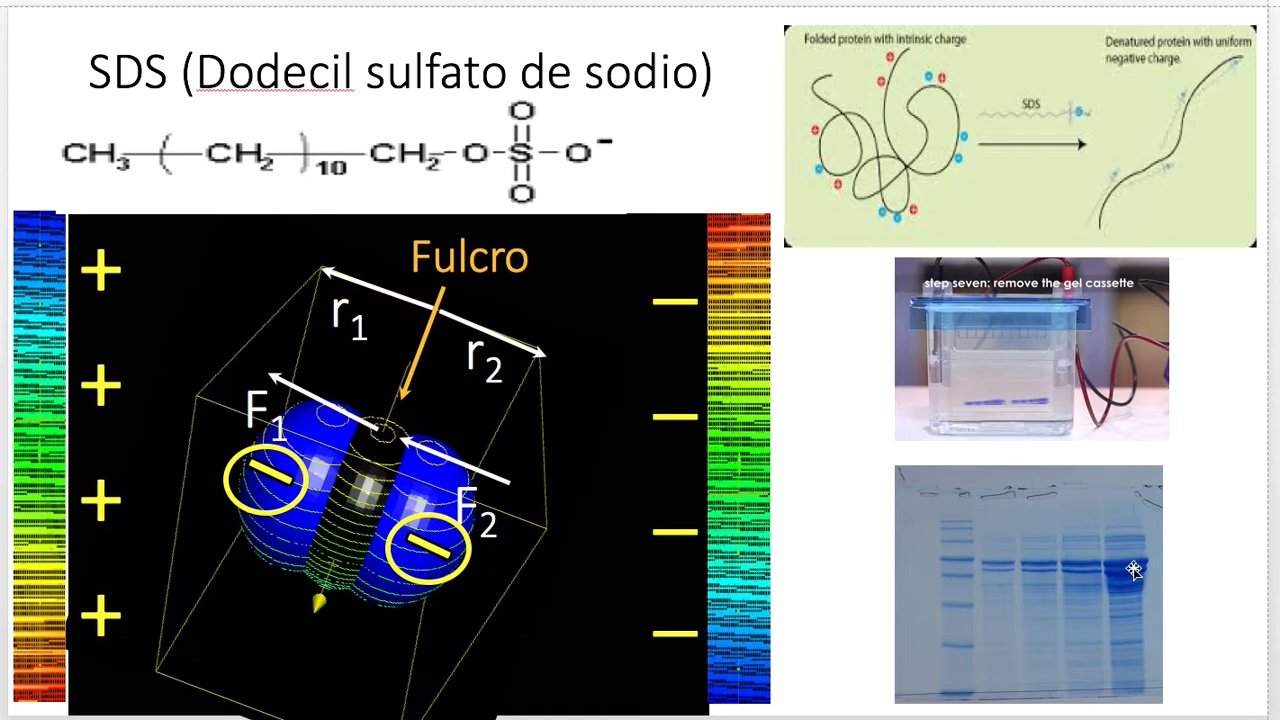 SDS (Dodecil sulfato de sodio)
CH3-(-CH2-)10-CH2-O-S-O-
O
O
Folded protein with intrinsic charge
Denatured protein with uniform
negative charge.
SDS
Fulcro
r1
r2
F1
F2
+
+
+
+
−
−
−
−
−
−
step seven: remove the gel cassette